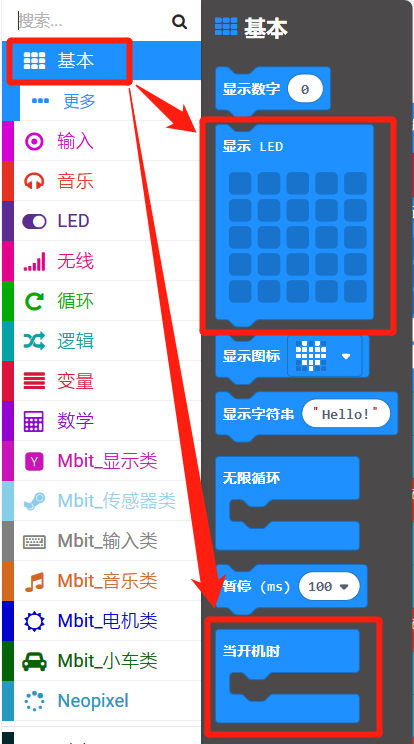 搜索...
基本
更多
输入
音乐
LED
无线
循环
逻辑
变量
数学
Mbit_显示类
Mbit_传感器类
Mbit_输入类
Mbit_音乐类
Mbit_电机类
Mbit_小车类
Neopixel
基本
显示数字 0
显示 LED
显示图标
显示字符串 "Hello!"
无限循环
暂停 (ms) 100
当开机时